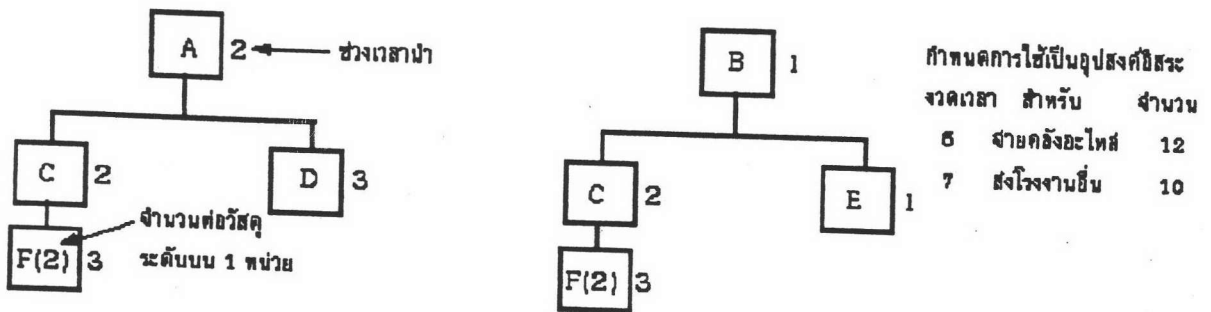 A 2 ช่วงเวลานำ
C 2
D 3
F(2) 3
จำนวนต่อวัสดุ
ระดับบน 1 หน่วย
B 1
C 2
E 1
F(2) 3
กำหนดการใช้เป็นอุปสงค์อิสระ
งวดเวลา สำหรับ จำนวน
6 จ่ายคลังอะไหล่ 12
7 ส่งโรงงานอื่น 10